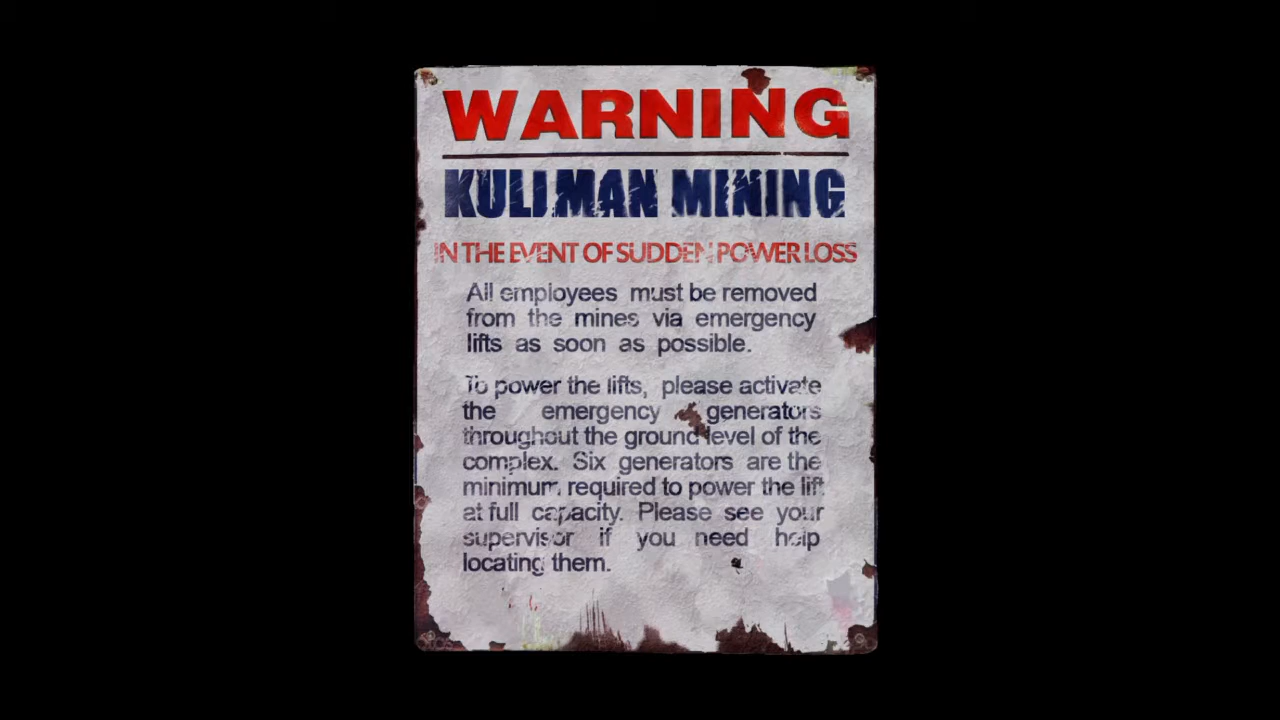 WARNING
KULLMAN MINING
IN THE EVENT OF SUDDEN POWER LOSS
All employees must be removed
from the mines via emergency
lifts as soon as possible.
To power the lifts, please activate
the emergency generators
throughout the ground level of the
complex. Six generators are the
minimum required to power the lift
at full capacity. Please see your
supervisor if you need help
locating them.